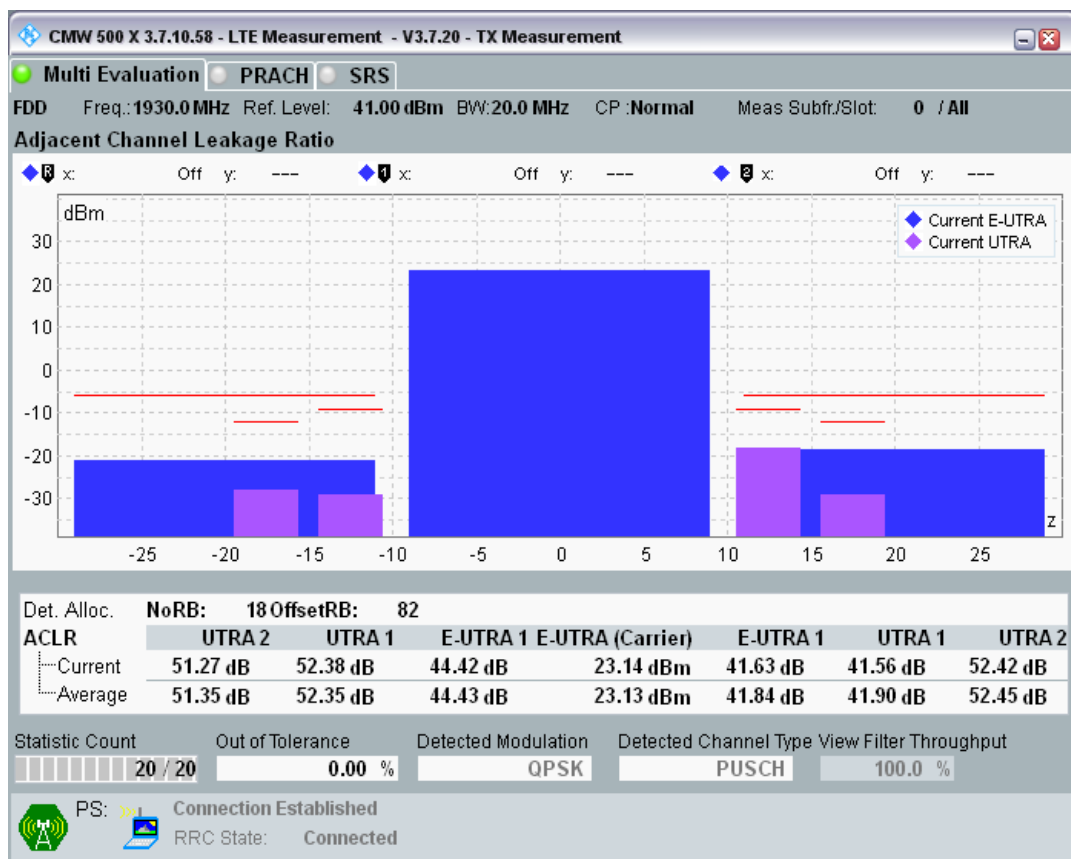 CMW 500 X 3.7.10.58 - LTE Measurement - V3.7.20 - TX Measurement
Multi Evaluation PRACH SRS
FDD Freq.: 1930.0 MHz Ref. Level: 41.00 dBm BW: 20.0 MHz CP : Normal Meas Subfr./Slot: 0 / All
Adjacent Channel Leakage Ratio
R x: Off y: --- 1 x: Off y: --- 2 x: Off y: ---
dBm
Current E-UTRA
Current UTRA
30
20
10
0
-10
-20
-30
z
-25 -20 -15 -10 -5 0 5 10 15 20 25
Det. Alloc. NoRB: 18 OffsetRB: 82
ACLR UTRA 2 UTRA 1 E-UTRA 1 E-UTRA (Carrier) E-UTRA 1 UTRA 1 UTRA 2
Current 51.27 dB 52.38 dB 44.42 dB 23.14 dBm 41.63 dB 41.56 dB 52.42 dB
Average 51.35 dB 52.35 dB 44.43 dB 23.13 dBm 41.84 dB 41.90 dB 52.45 dB
Statistic Count Out of Tolerance Detected Modulation Detected Channel Type View Filter Throughput
20 / 20 0.00 % QPSK PUSCH 100.0 %
PS: Connection Established
RRC State: Connected